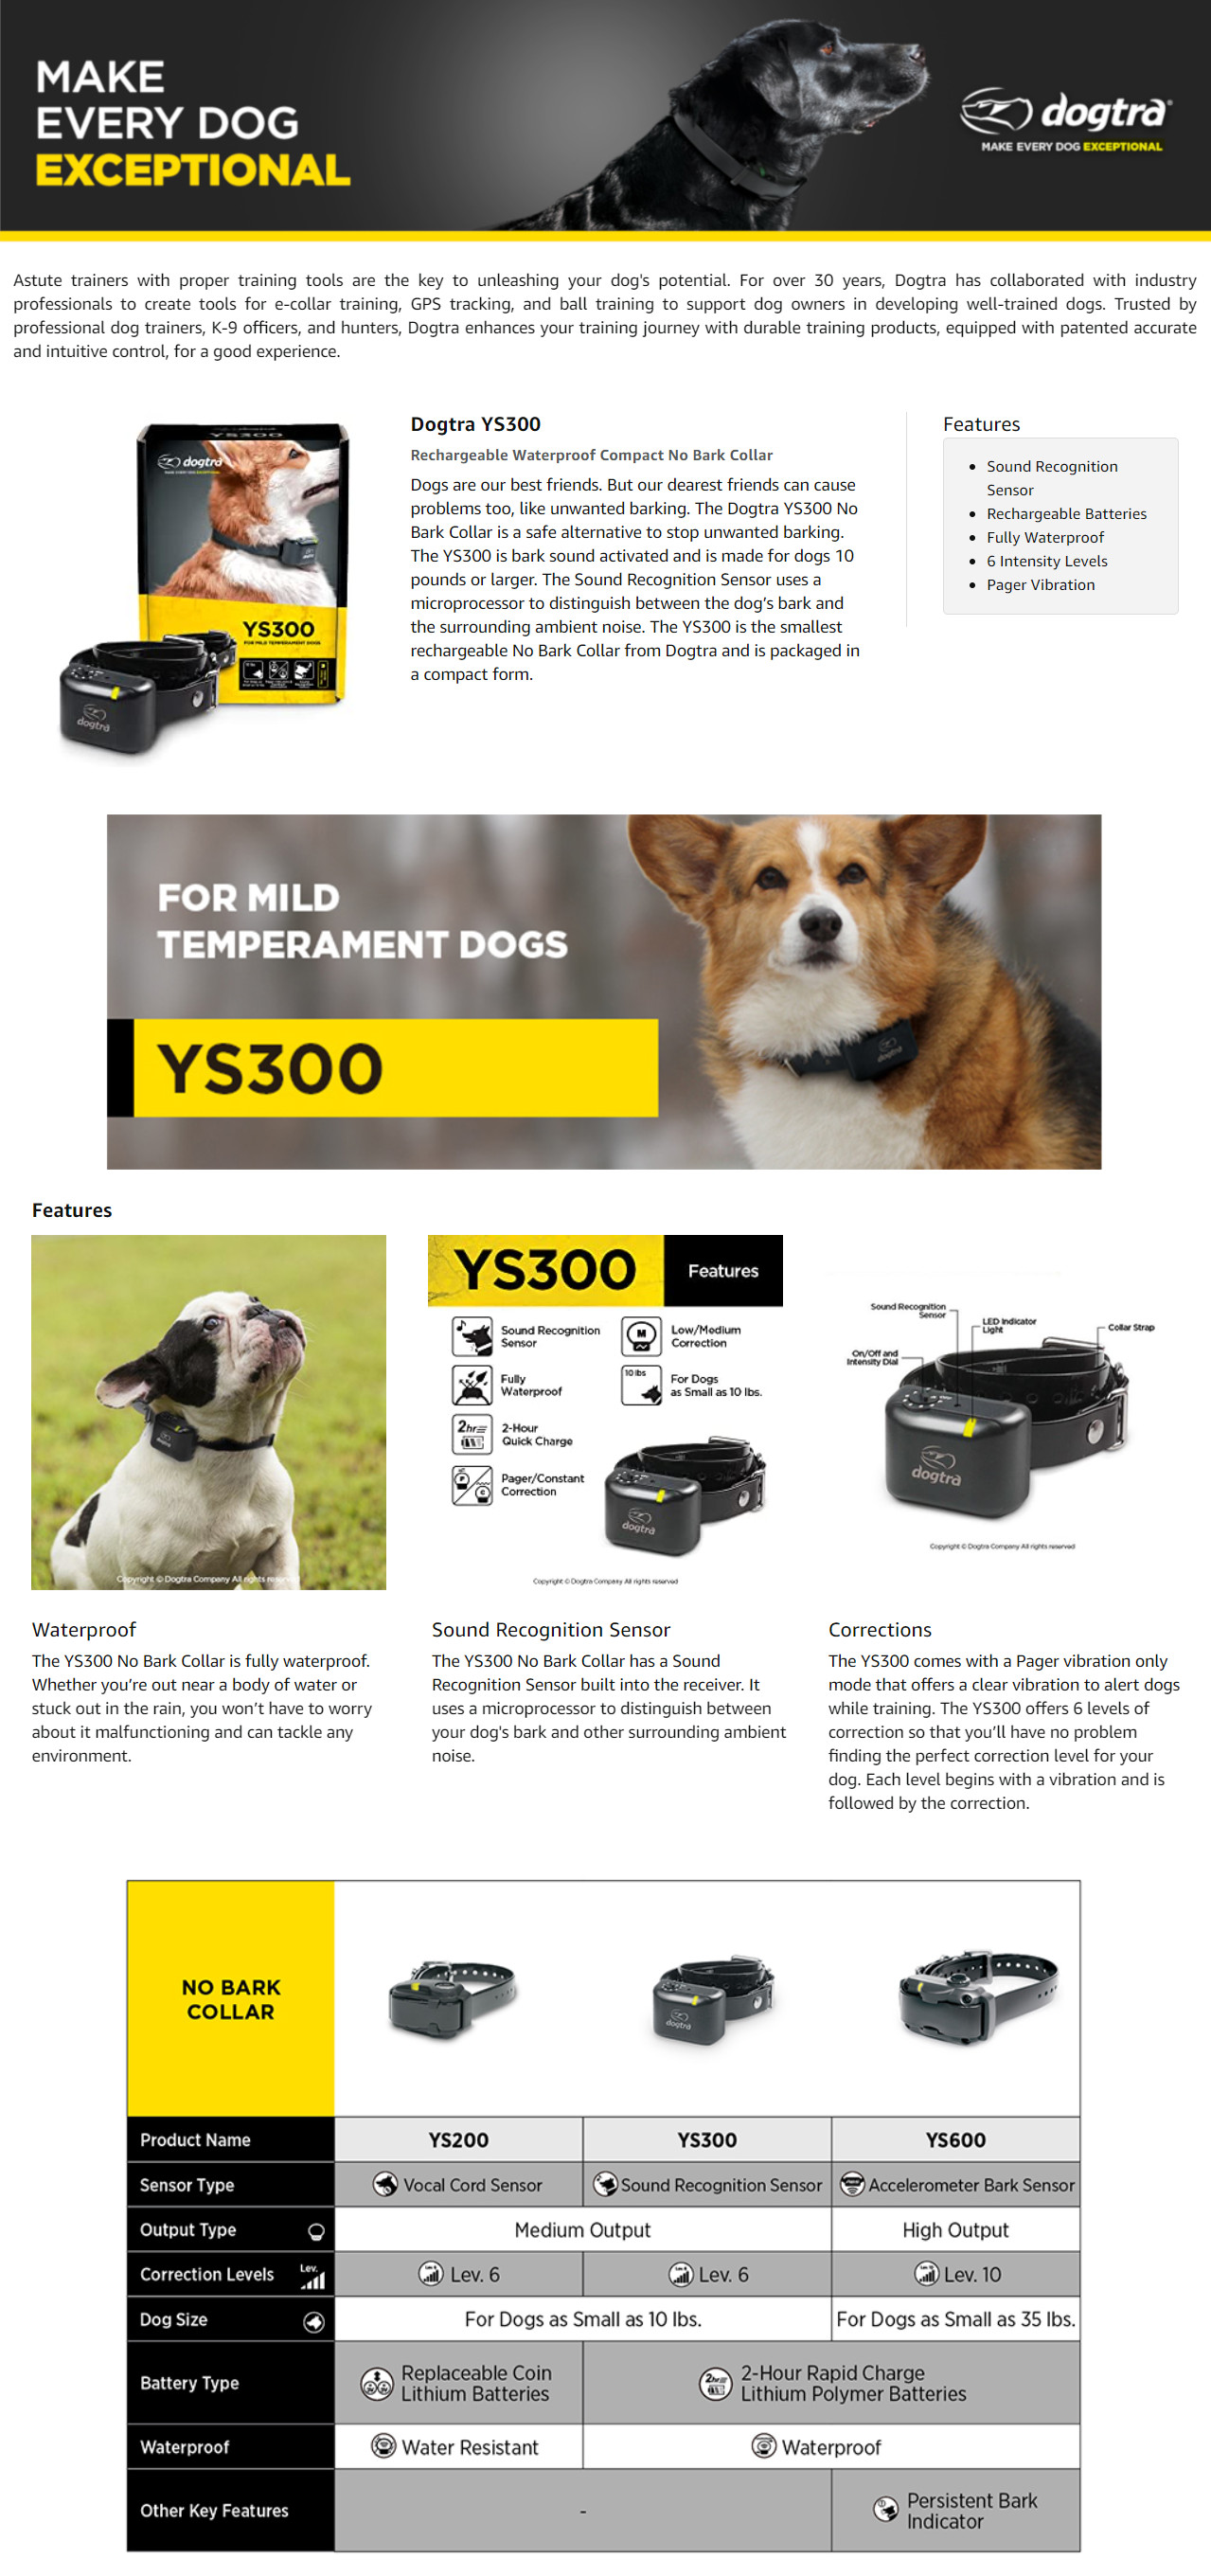 MAKE
EVERY DOG
EXCEPTIONAL
dogtra®
MAKE EVERY DOG EXCEPTIONAL
Astute trainers with proper training tools are the key to unleashing your dog's potential. For over 30 years, Dogtra has collaborated with industry
professionals to create tools for e-collar training, GPS tracking, and ball training to support dog owners in developing well-trained dogs. Trusted by
professional dog trainers, K-9 officers, and hunters, Dogtra enhances your training journey with durable training products, equipped with patented accurate
and intuitive control, for a good experience.
YS300
dogtra
MAKE EVERY DOG EXCEPTIONAL
YS300
FOR MILD TEMPERAMENT DOGS
dogtra
Dogtra YS300
Rechargeable Waterproof Compact No Bark Collar
Dogs are our best friends. But our dearest friends can cause
problems too, like unwanted barking. The Dogtra YS300 No
Bark Collar is a safe alternative to stop unwanted barking.
The YS300 is bark sound activated and is made for dogs 10
pounds or larger. The Sound Recognition Sensor uses a
microprocessor to distinguish between the dog’s bark and
the surrounding ambient noise. The YS300 is the smallest
rechargeable No Bark Collar from Dogtra and is packaged in
a compact form.
Features
Sound Recognition
Sensor
Rechargeable Batteries
Fully Waterproof
6 Intensity Levels
Pager Vibration
FOR MILD
TEMPERAMENT DOGS
YS300
dogtra
Features
dogtra
Copyright © Dogtra Company All rights reserved
YS300
Features
Sound Recognition
Sensor
M
Low/Medium
Correction
Fully
Waterproof
10 lbs
For Dogs
as Small as 10 lbs.
2hr
2-Hour
Quick Charge
P
C
Pager/Constant
Correction
dogtra
Copyright © Dogtra Company All rights reserved
Sound Recognition
Sensor
LED Indicator
Light
Collar Strap
On/Off and
Intensity Dial
dogtra
Copyright © Dogtra Company All rights reserved
Waterproof
The YS300 No Bark Collar is fully waterproof.
Whether you’re out near a body of water or
stuck out in the rain, you won’t have to worry
about it malfunctioning and can tackle any
environment.
Sound Recognition Sensor
The YS300 No Bark Collar has a Sound
Recognition Sensor built into the receiver. It
uses a microprocessor to distinguish between
your dog's bark and other surrounding ambient
noise.
Corrections
The YS300 comes with a Pager vibration only
mode that offers a clear vibration to alert dogs
while training. The YS300 offers 6 levels of
correction so that you’ll have no problem
finding the perfect correction level for your
dog. Each level begins with a vibration and is
followed by the correction.
NO BARK
COLLAR
dogtra
Product Name YS200 YS300 YS600
Sensor Type Vocal Cord Sensor Sound Recognition Sensor Accelerometer Bark Sensor
Output Type Medium Output High Output
Correction Levels Lev. Lev. 6 Lev. 6 Lev. 10
Dog Size For Dogs as Small as 10 lbs. For Dogs as Small as 35 lbs.
Battery Type Replaceable Coin
Lithium Batteries
2hr 2-Hour Rapid Charge
Lithium Polymer Batteries
Waterproof Water Resistant Waterproof
Other Key Features - Persistent Bark
Indicator